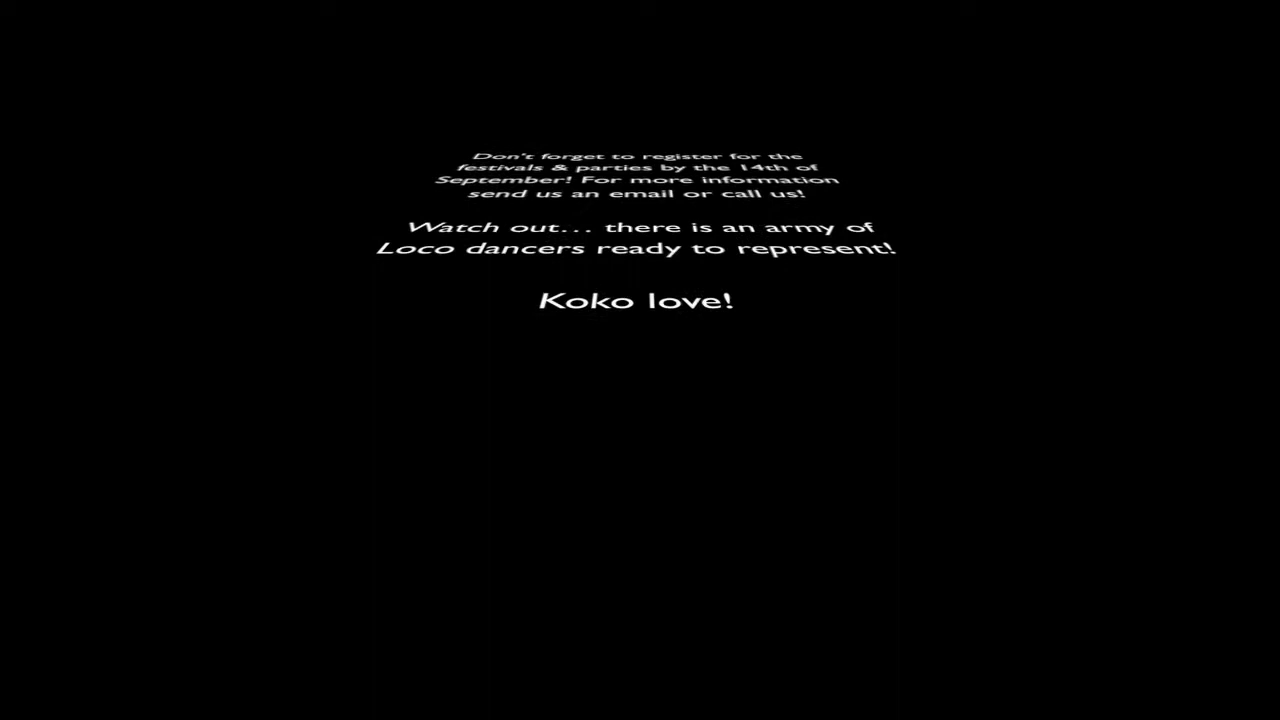 Don't forget to register for the
festivals & parties by the 14th of
September! For more information
send us an email or call us!
Watch out... there is an army of
Loco dancers ready to represent!
Koko love!